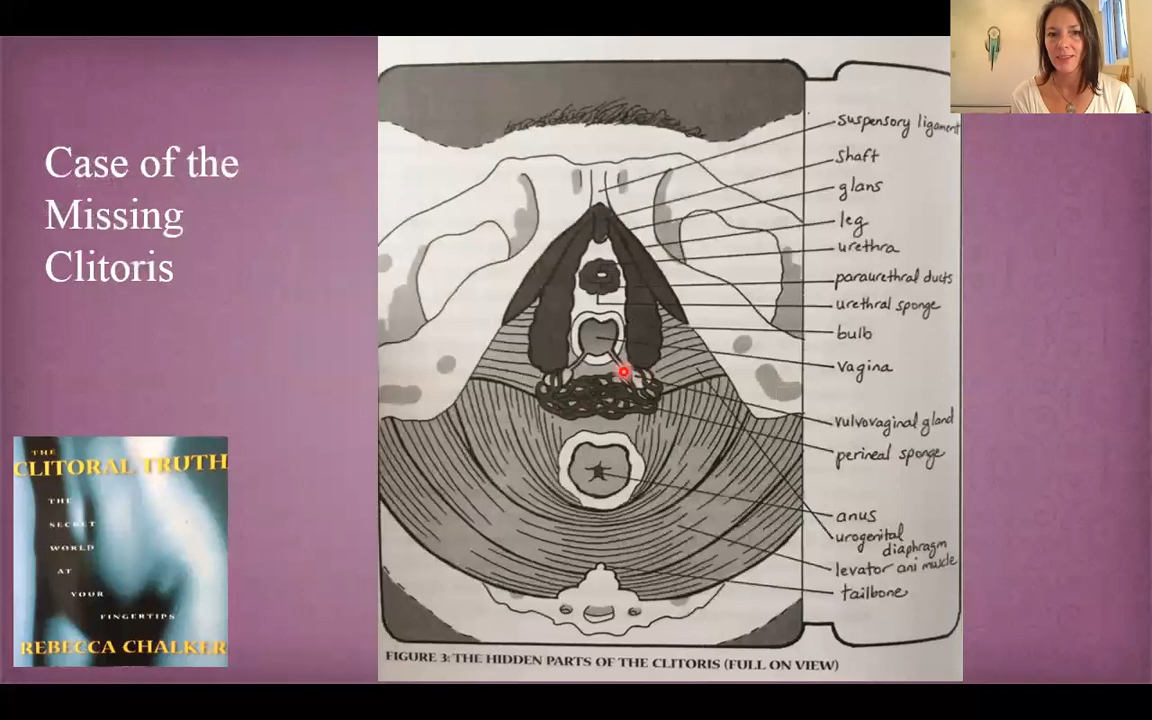 Case of the
Missing
Clitoris
THE
CLITORAL TRUTH
THE
SECRET
WORLD
AT
YOUR
FINGERTIPS
REBECCA CHALKER
suspensory ligament
shaft
glans
leg
urethra
paraurethral ducts
urethral sponge
bulb
vagina
vulvovaginal gland
perineal sponge
anus
urogenital
diaphragm
levator ani muscle
tailbone
FIGURE 3: THE HIDDEN PARTS OF THE CLITORIS (FULL ON VIEW)